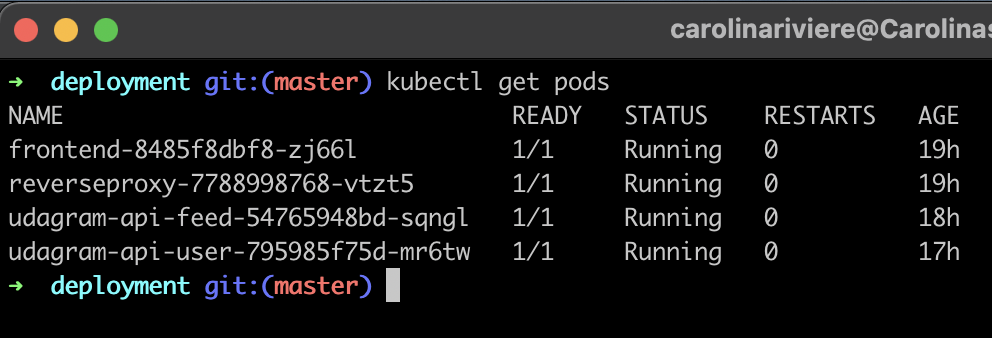 carolinariviere@Carolinas
➜ deployment git:(master) kubectl get pods
NAME READY STATUS RESTARTS AGE
frontend-8485f8dbf8-zj66l 1/1 Running 0 19h
reverseproxy-7788998768-vtzt5 1/1 Running 0 19h
udagram-api-feed-54765948bd-sqngl 1/1 Running 0 18h
udagram-api-user-795985f75d-mr6tw 1/1 Running 0 17h
➜ deployment git:(master)